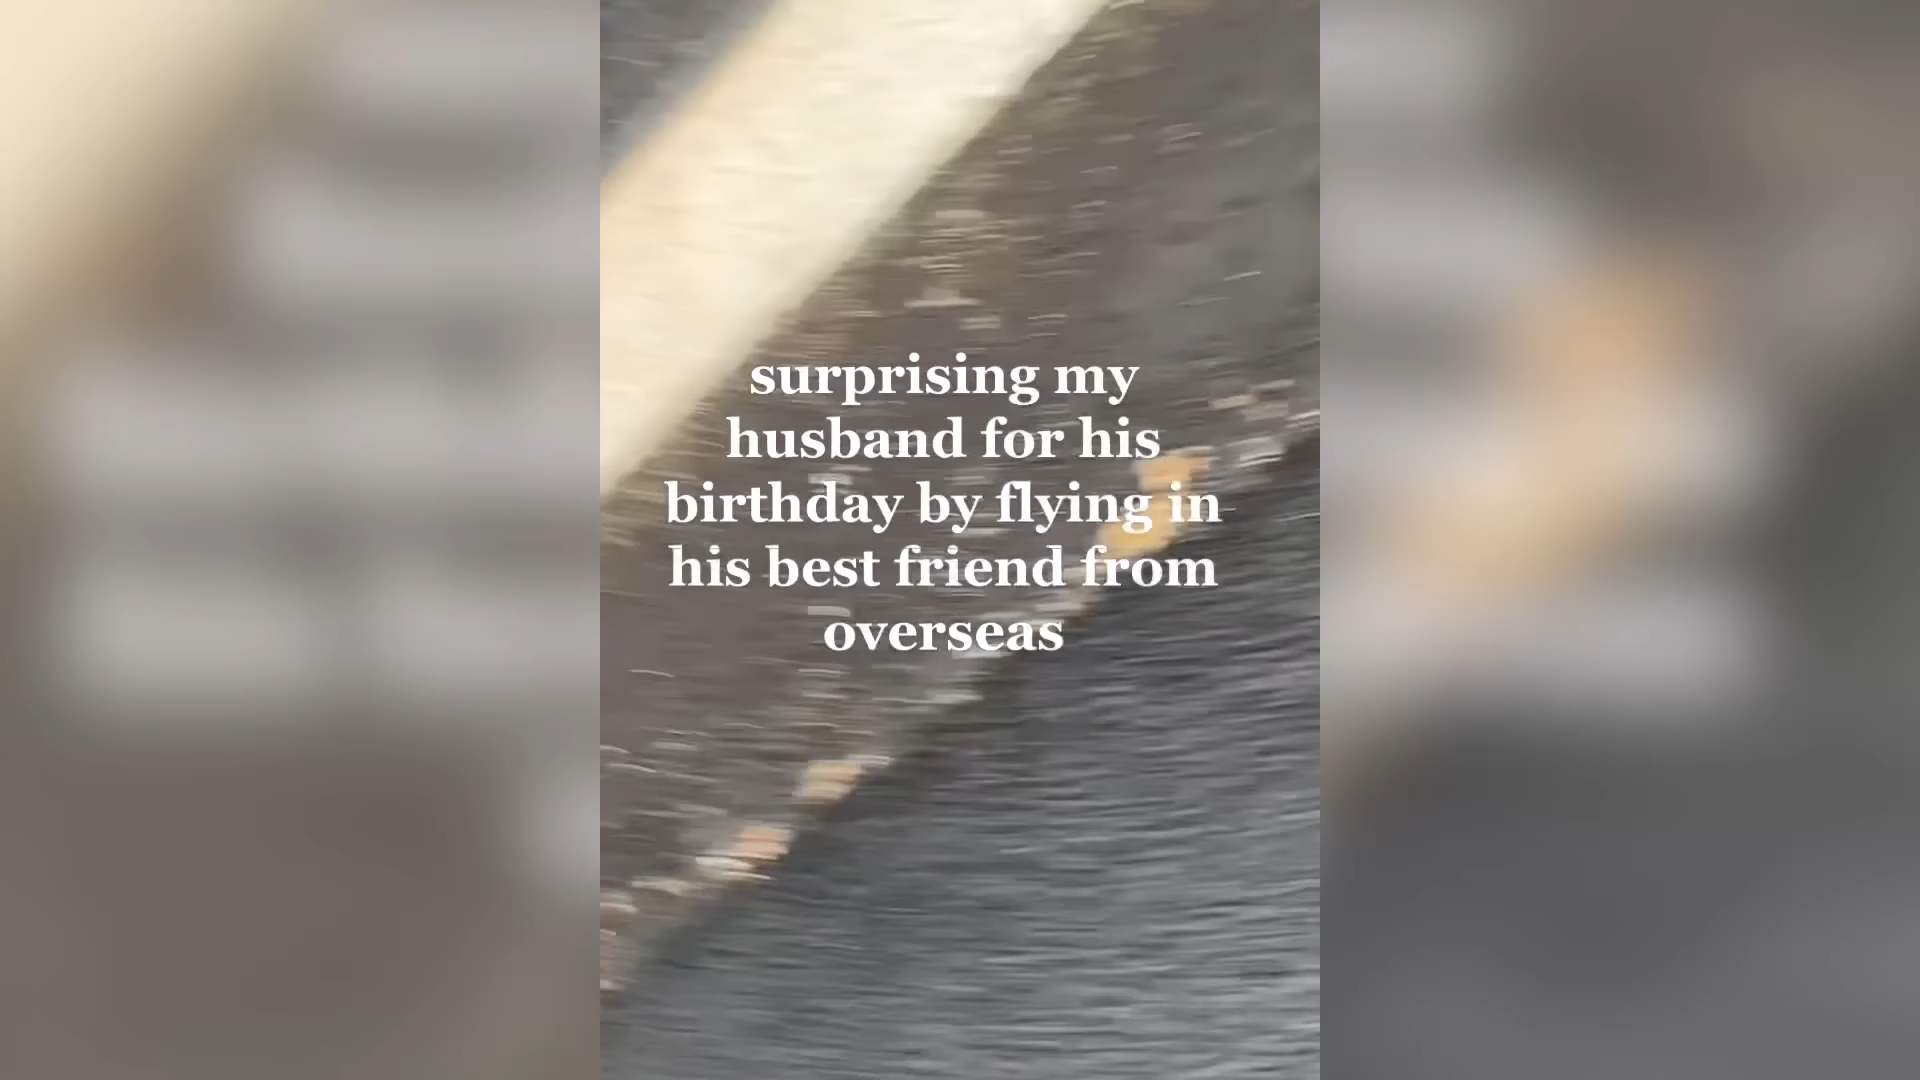 surprising my
husband for his
birthday by flying in
his best friend from
overseas